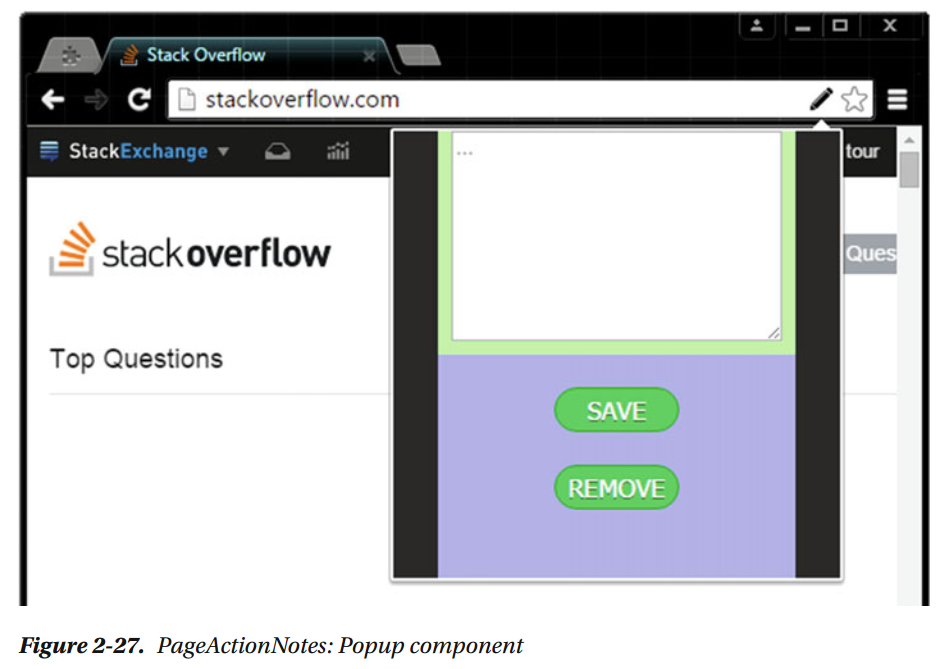 Stack Overflow
stackoverflow.com
StackExchange
tour
stackoverflow
Ques
...
Top Questions
SAVE
REMOVE
Figure 2-27. PageActionNotes: Popup component